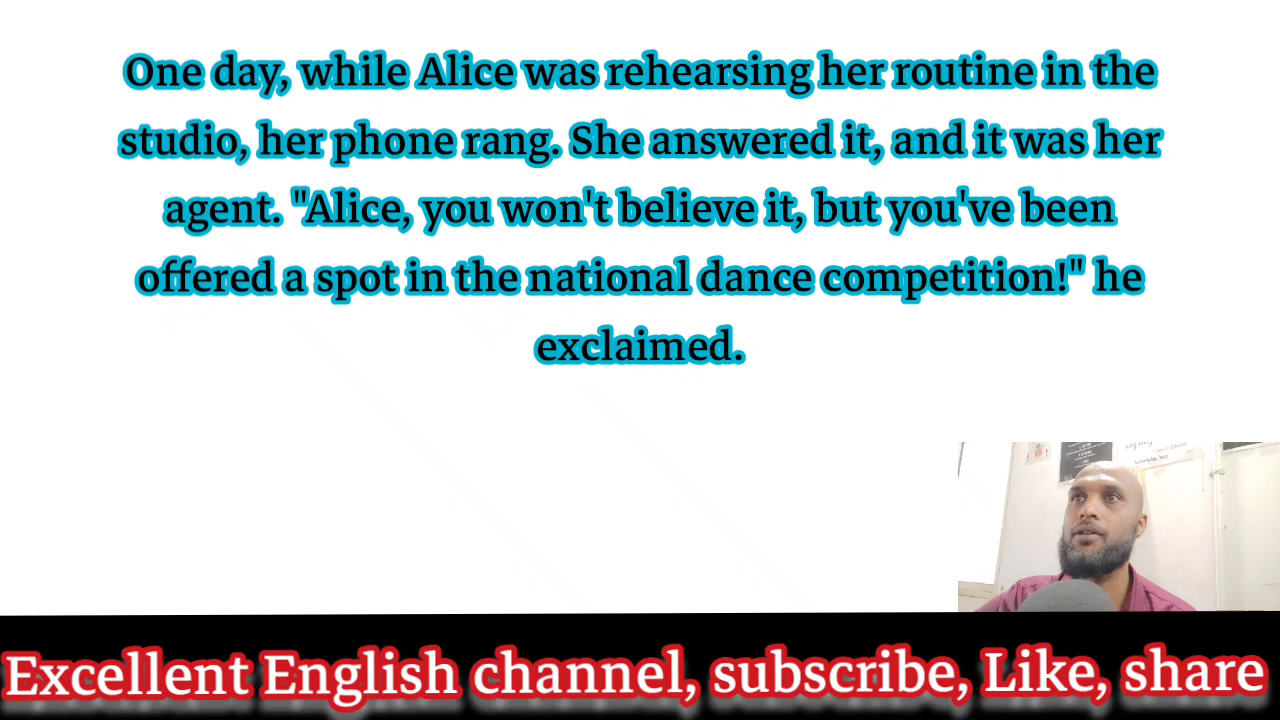 One day, while Alice was rehearsing her routine in the
studio, her phone rang. She answered it, and it was her
agent. "Alice, you won't believe it, but you've been
offered a spot in the national dance competition!" he
exclaimed.
Excellent English channel, subscribe, Like, share